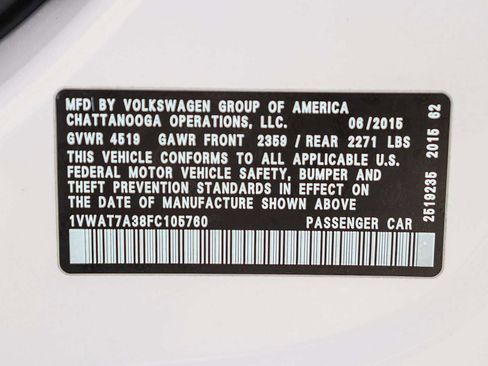 MFD BY VOLKSWAGEN GROUP OF AMERICA
CHATTANOOGA OPERATIONS, LLC. 06/2015
GVWR 4519 GAWR FRONT 2359 / REAR 2271 LBS
THIS VEHICLE CONFORMS TO ALL APPLICABLE U.S.
FEDERAL MOTOR VEHICLE SAFETY, BUMPER AND
THEFT PREVENTION STANDARDS IN EFFECT ON
THE DATE OF MANUFACTURE SHOWN ABOVE
1VWAT7A38FC105760 PASSENGER CAR
2519235 2015 62